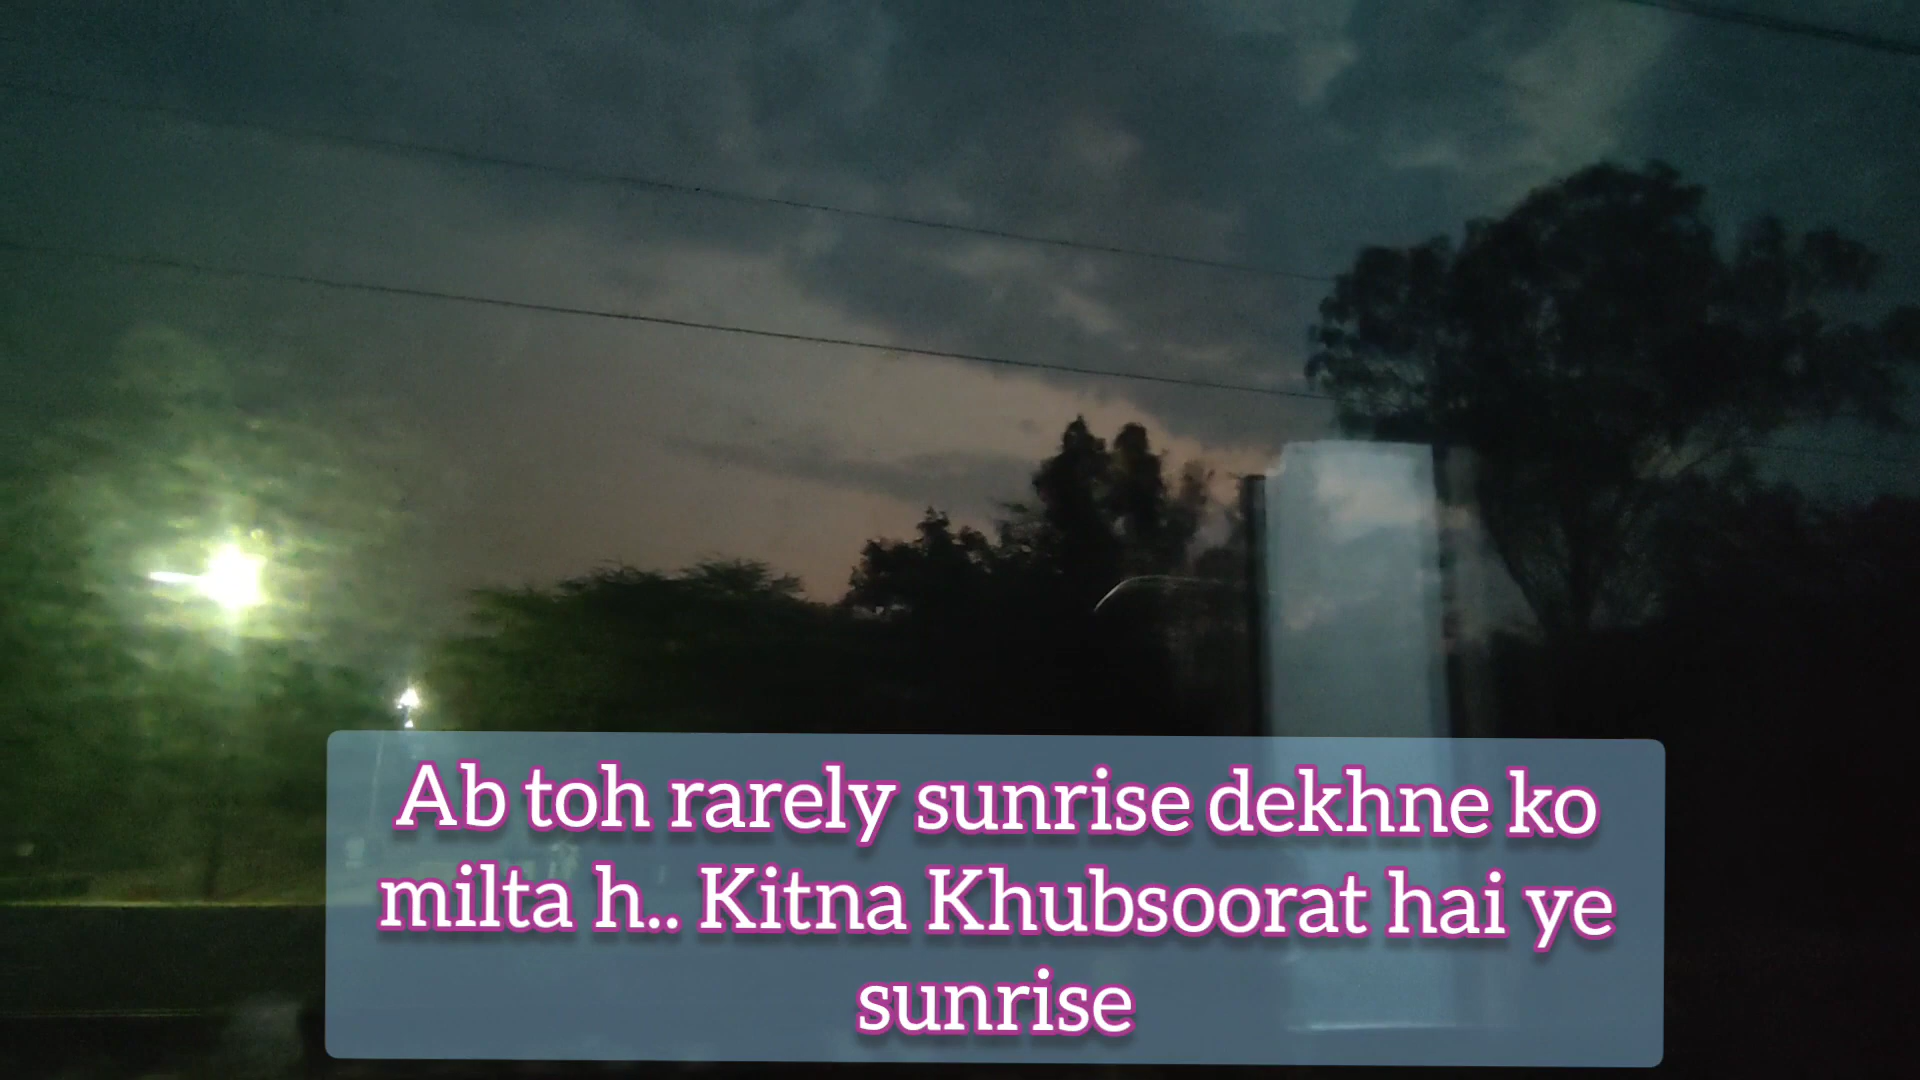 Ab toh rarely sunrise dekhne ko
milta h.. Kitna Khubsoorat hai ye
sunrise